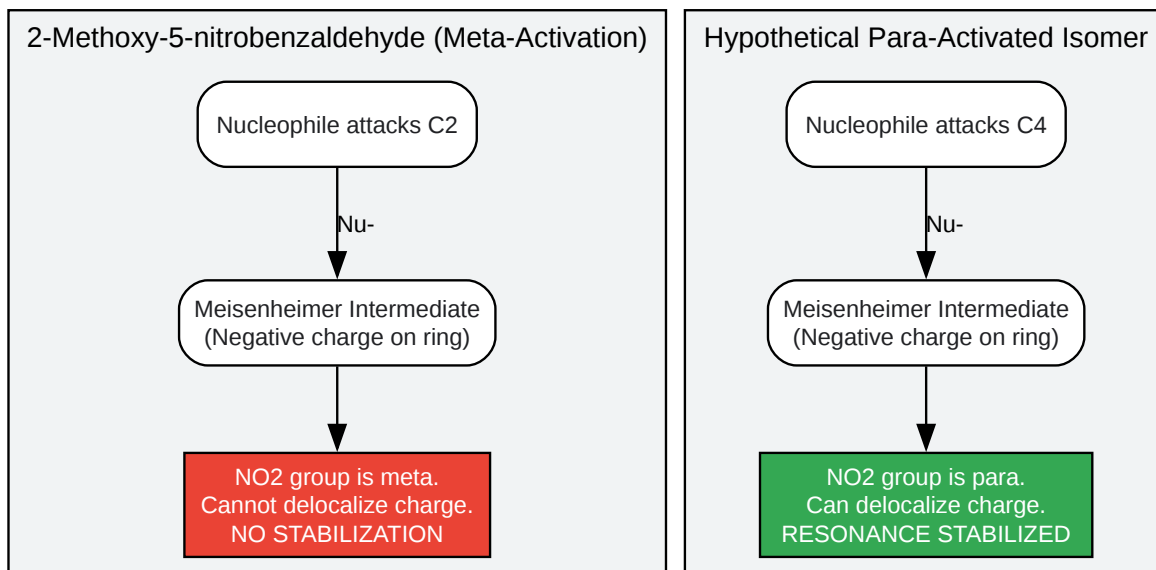 2-Methoxy-5-nitrobenzaldehyde (Meta-Activation)
Nucleophile attacks C2
Nu-
Meisenheimer Intermediate
(Negative charge on ring)
NO2 group is meta.
Cannot delocalize charge.
NO STABILIZATION
Hypothetical Para-Activated Isomer
Nucleophile attacks C4
Nu-
Meisenheimer Intermediate
(Negative charge on ring)
NO2 group is para.
Can delocalize charge.
RESONANCE STABILIZED